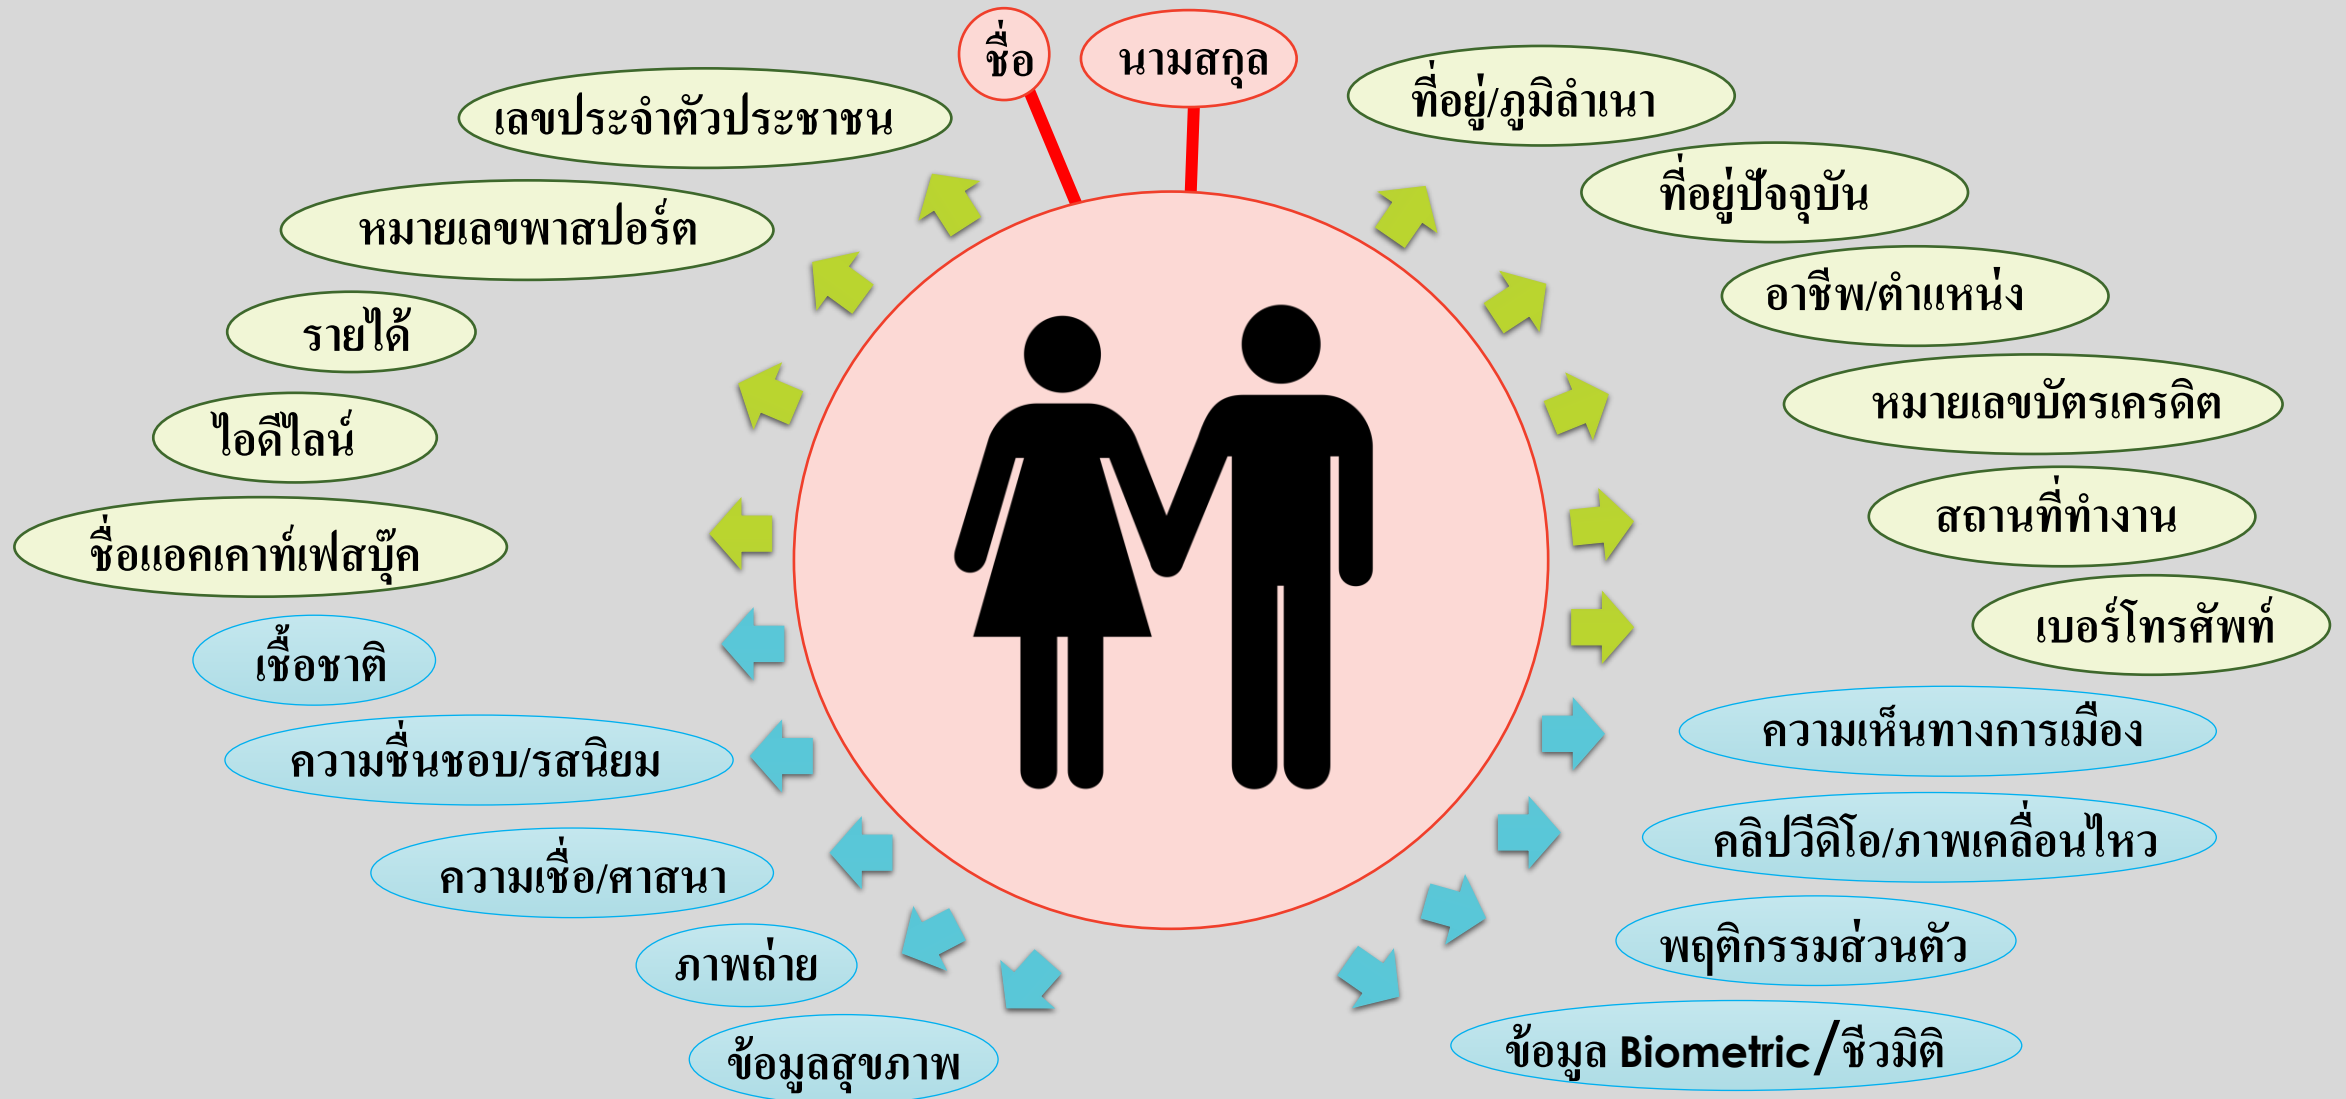 ชื่อ
นามสกุล
เลขประจำตัวประชาชน
หมายเลขพาสปอร์ต
รายได้
ไอดีไลน์
ชื่อแอคเคาท์เฟสบุ๊ค
เชื้อชาติ
ความชื่นชอบ/รสนิยม
ความเชื่อ/ศาสนา
ภาพถ่าย
ข้อมูลสุขภาพ
ที่อยู่/ภูมิลำเนา
ที่อยู่ปัจจุบัน
อาชีพ/ตำแหน่ง
หมายเลขบัตรเครดิต
สถานที่ทำงาน
เบอร์โทรศัพท์
ความเห็นทางการเมือง
คลิปวีดิโอ/ภาพเคลื่อนไหว
พฤติกรรมส่วนตัว
ข้อมูล Biometric/ชีวมิติ